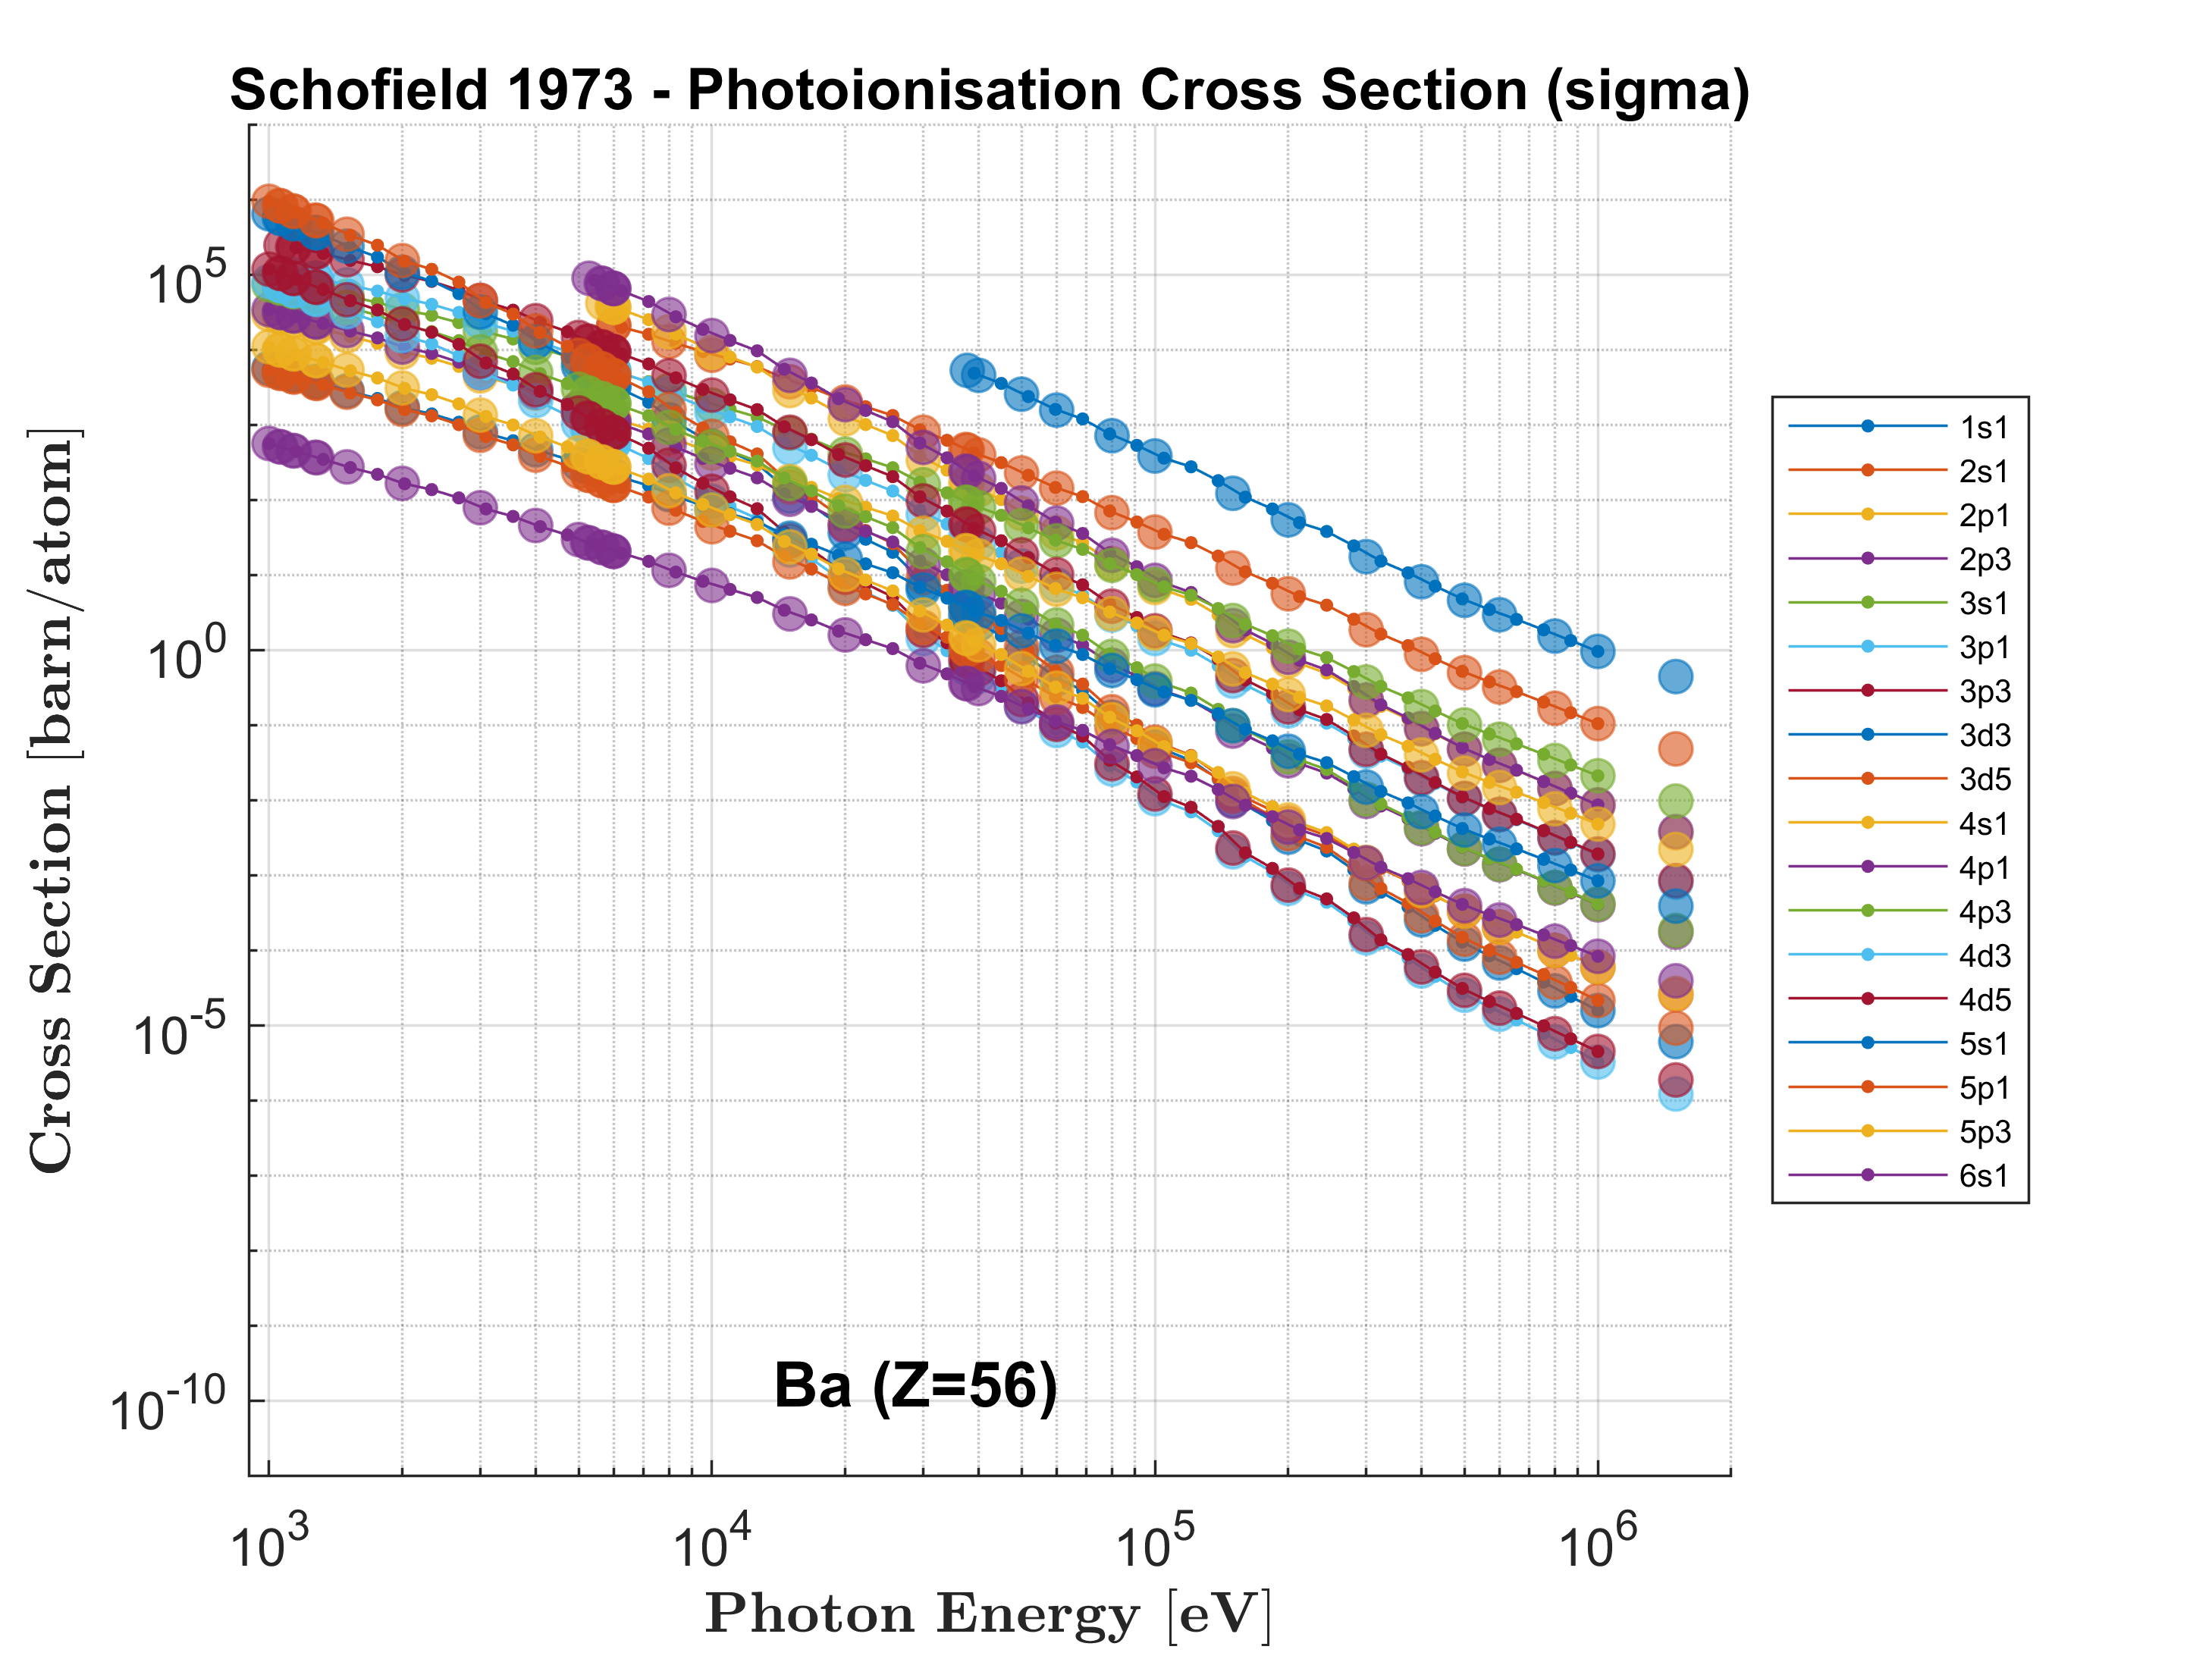 Schofield 1973 - Photoionisation Cross Section (sigma)
Cross Section [barn/atom]
10^5
10^0
10^-5
10^-10
1s1
2s1
2p1
2p3
3s1
3p1
3p3
3d3
3d5
4s1
4p1
4p3
4d3
4d5
5s1
5p1
5p3
6s1
Ba (Z=56)
10^3 10^4 10^5 10^6
Photon Energy [eV]